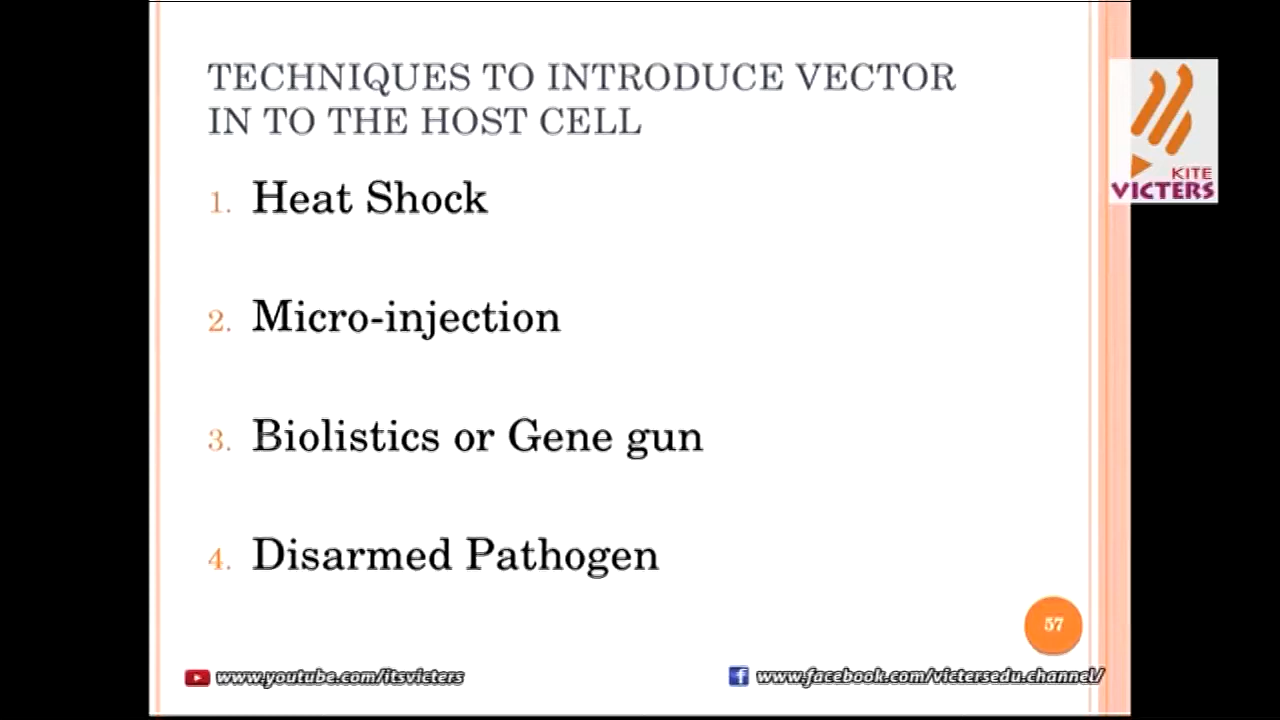 TECHNIQUES TO INTRODUCE VECTOR
IN TO THE HOST CELL
KITE
VICTERS
1. Heat Shock
2. Micro-injection
3. Biolistics or Gene gun
4. Disarmed Pathogen
57
www.youtube.com/itsvicters
www.facebook.com/victersedu.channel/